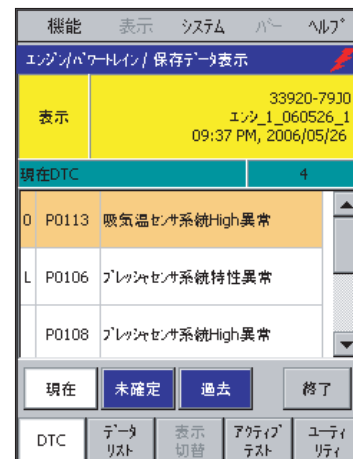 機能 表示 システム バー ヘルプ
エンジン/パワートレイン / 保存データ表示
表示
33920-79J0
エンジ_1_060526_1
09:37 PM, 2006/05/26
現在DTC 4
0 P0113 吸気温センサ系統High異常
L P0106 プレッシャセンサ系統特性異常
P0108 プレッシャセンサ系統High異常
現在 未確定 過去 終了
DTC データリスト 表示切替 アクティブテスト ユーティリティ